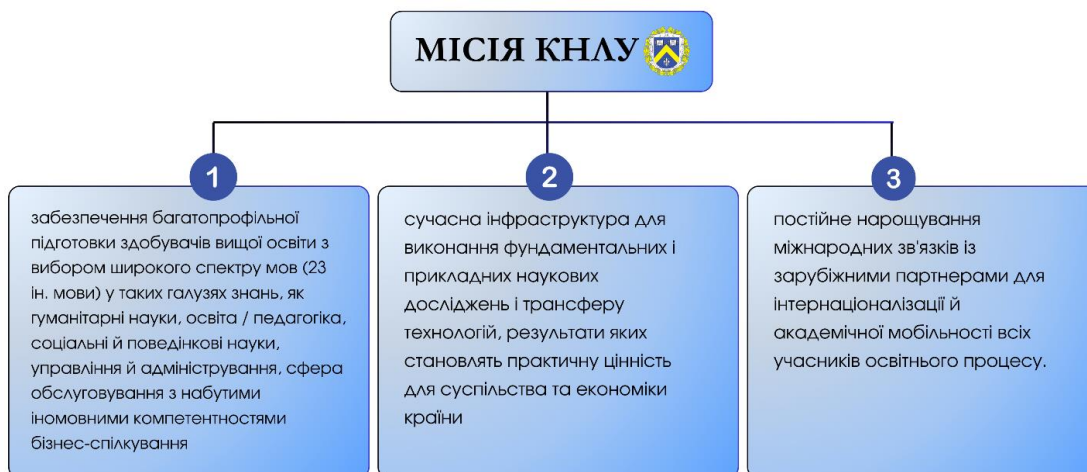 МІСІЯ КНЛУ
1
забезпечення багатопрофільної
підготовки здобувачів вищої освіти з
вибором широкого спектру мов (23
ін. мови) у таких галузях знань, як
гуманітарні науки, освіта / педагогіка,
соціальні й поведінкові науки,
управління й адміністрування, сфера
обслуговування з набутими
іномовними компетентностями
бізнес-спілкування
2
сучасна інфраструктура для
виконання фундаментальних і
прикладних наукових
досліджень і трансферу
технологій, результати яких
становлять практичну цінність
для суспільства та економіки
країни
3
постійне нарощування
міжнародних зв'язків із
зарубіжними партнерами для
інтернаціоналізації й
академічної мобільності всіх
учасників освітнього процесу.